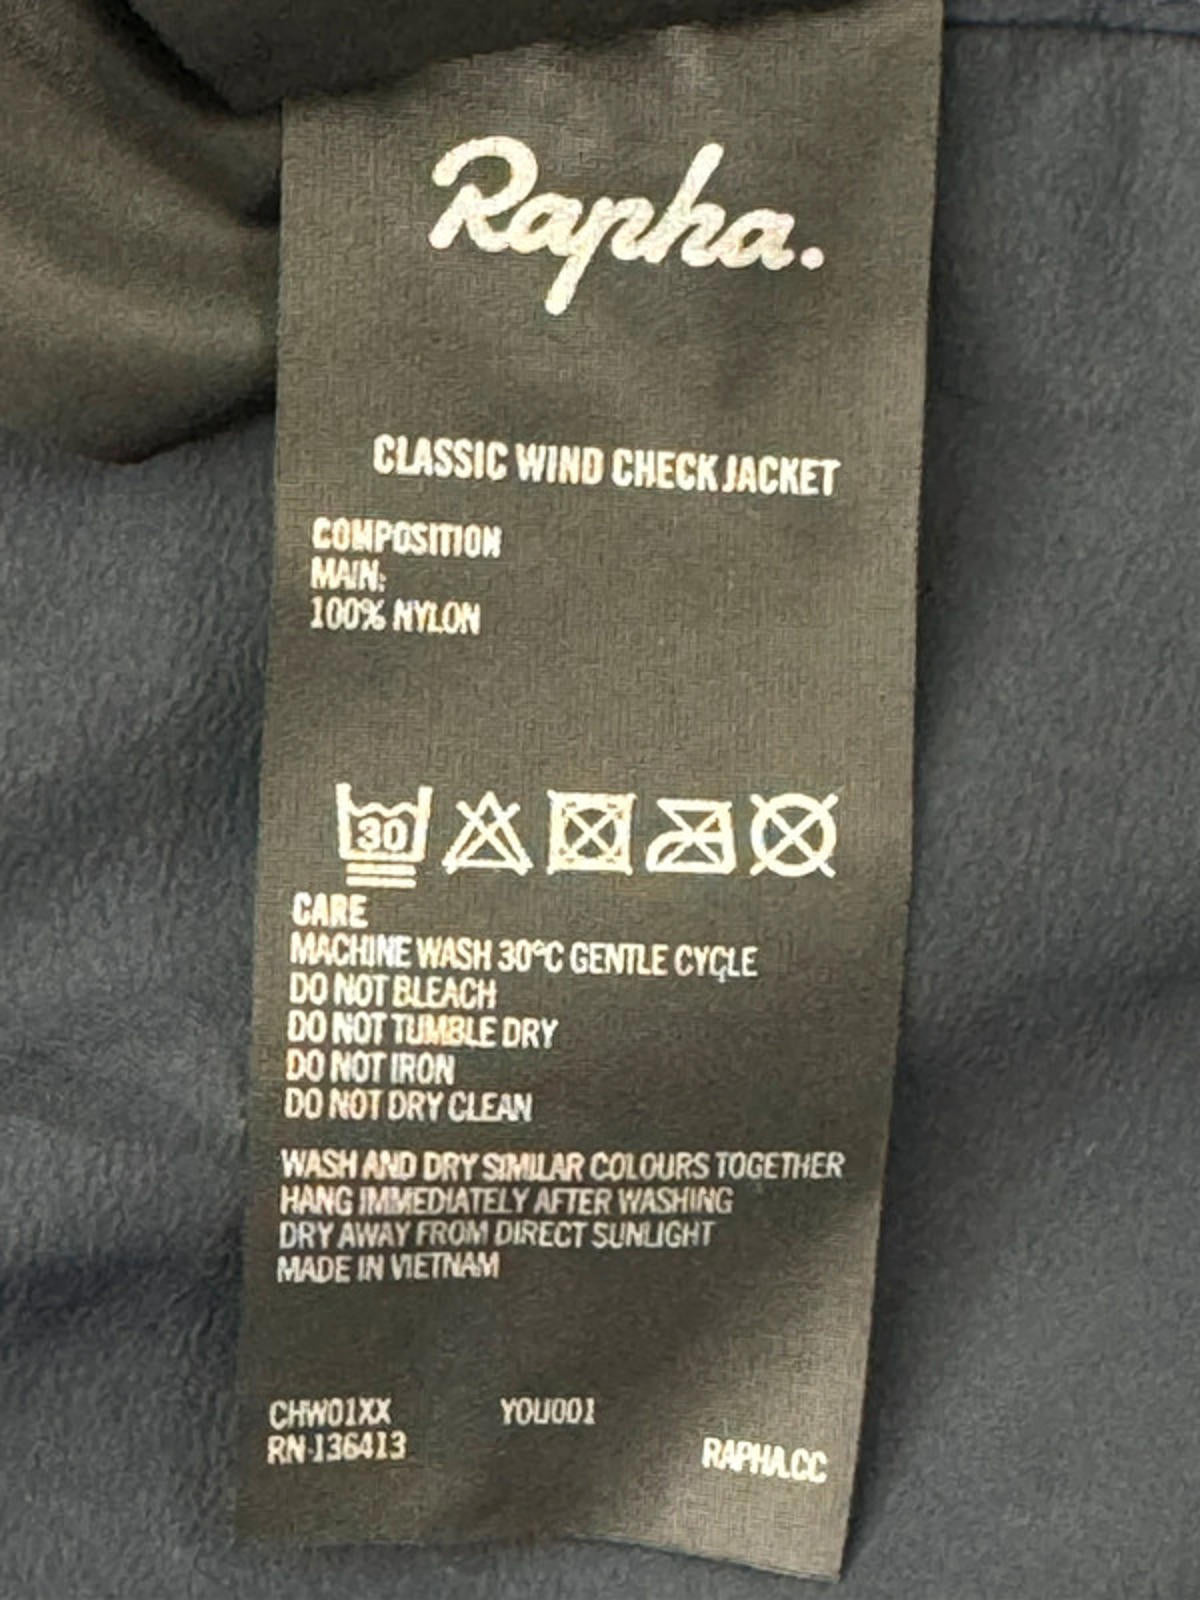 Rapha.
CLASSIC WIND CHECK JACKET
COMPOSITION
MAIN:
100% NYLON
30
CARE
MACHINE WASH 30°C GENTLE CYCLE
DO NOT BLEACH
DO NOT TUMBLE DRY
DO NOT IRON
DO NOT DRY CLEAN
WASH AND DRY SIMILAR COLOURS TOGETHER
HANG IMMEDIATELY AFTER WASHING
DRY AWAY FROM DIRECT SUNLIGHT
MADE IN VIETNAM
CHW01XX YOU001
RN-136413
RAPHA.CC